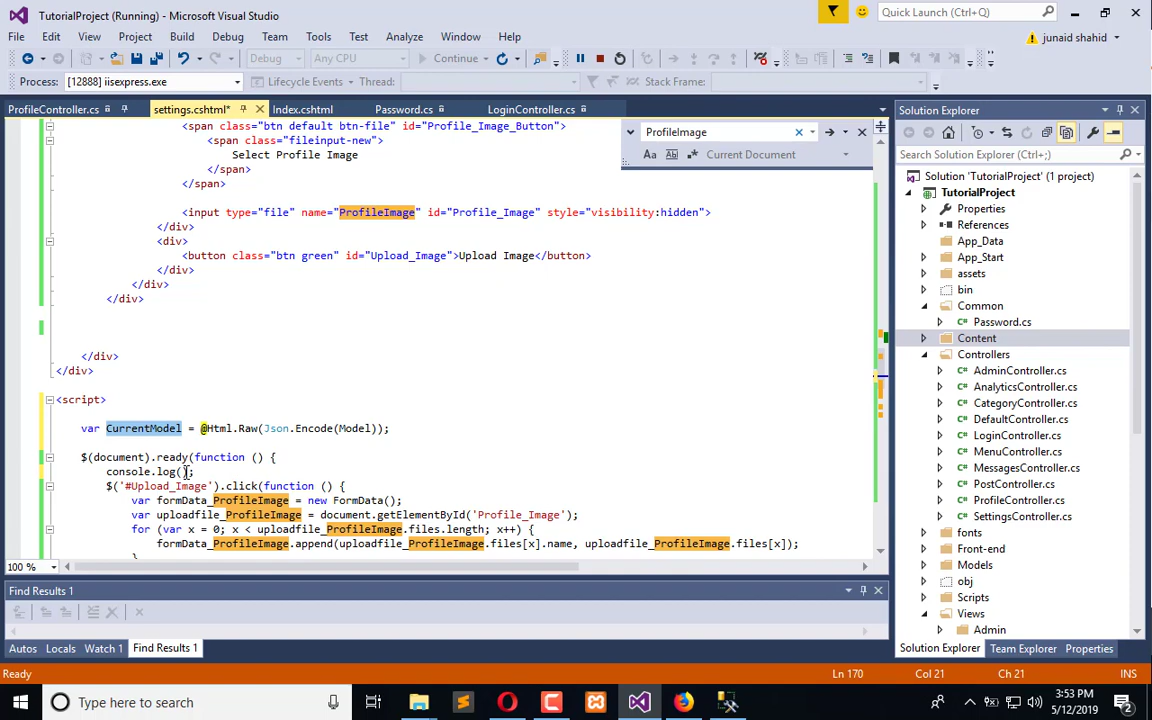 TutorialProject (Running) - Microsoft Visual Studio
Quick Launch (Ctrl+Q)
File Edit View Project Build Debug Team Tools Test Analyze Window Help
junaid shahid
Debug Any CPU Continue
Process: [12888] iisexpress.exe Lifecycle Events Thread: Stack Frame:
ProfileController.cs settings.cshtml* Index.cshtml Password.cs LoginController.cs
Solution Explorer
<span class="btn default btn-file" id="Profile_Image_Button">
<span class="fileinput-new">
Select Profile Image
</span>
</span>
<input type="file" name="ProfileImage" id="Profile_Image" style="visibility:hidden">
</div>
<div>
<button class="btn green" id="Upload_Image">Upload Image</button>
</div>
</div>
</div>
</div>
</div>
<script>
var CurrentModel = @Html.Raw(Json.Encode(Model));
$(document).ready(function () {
console.log();
$('#Upload_Image').click(function () {
var formData_ProfileImage = new FormData();
var uploadfile_ProfileImage = document.getElementById('Profile_Image');
for (var x = 0; x < uploadfile_ProfileImage.files.length; x++) {
formData_ProfileImage.append(uploadfile_ProfileImage.files[x].name, uploadfile_ProfileImage.files[x]);
}
ProfileImage
Aa Current Document
100 %
Search Solution Explorer (Ctrl+;)
Solution 'TutorialProject' (1 project)
TutorialProject
Properties
References
App_Data
App_Start
assets
bin
Common
Password.cs
Content
Controllers
AdminController.cs
AnalyticsController.cs
CategoryController.cs
DefaultController.cs
LoginController.cs
MenuController.cs
MessagesController.cs
PostController.cs
ProfileController.cs
SettingsController.cs
fonts
Front-end
Models
obj
Scripts
Views
Admin
Find Results 1
Autos Locals Watch 1 Find Results 1
Solution Explorer Team Explorer Properties
Ready Ln 170 Col 21 Ch 21 INS
Type here to search
3:53 PM
5/12/2019
2